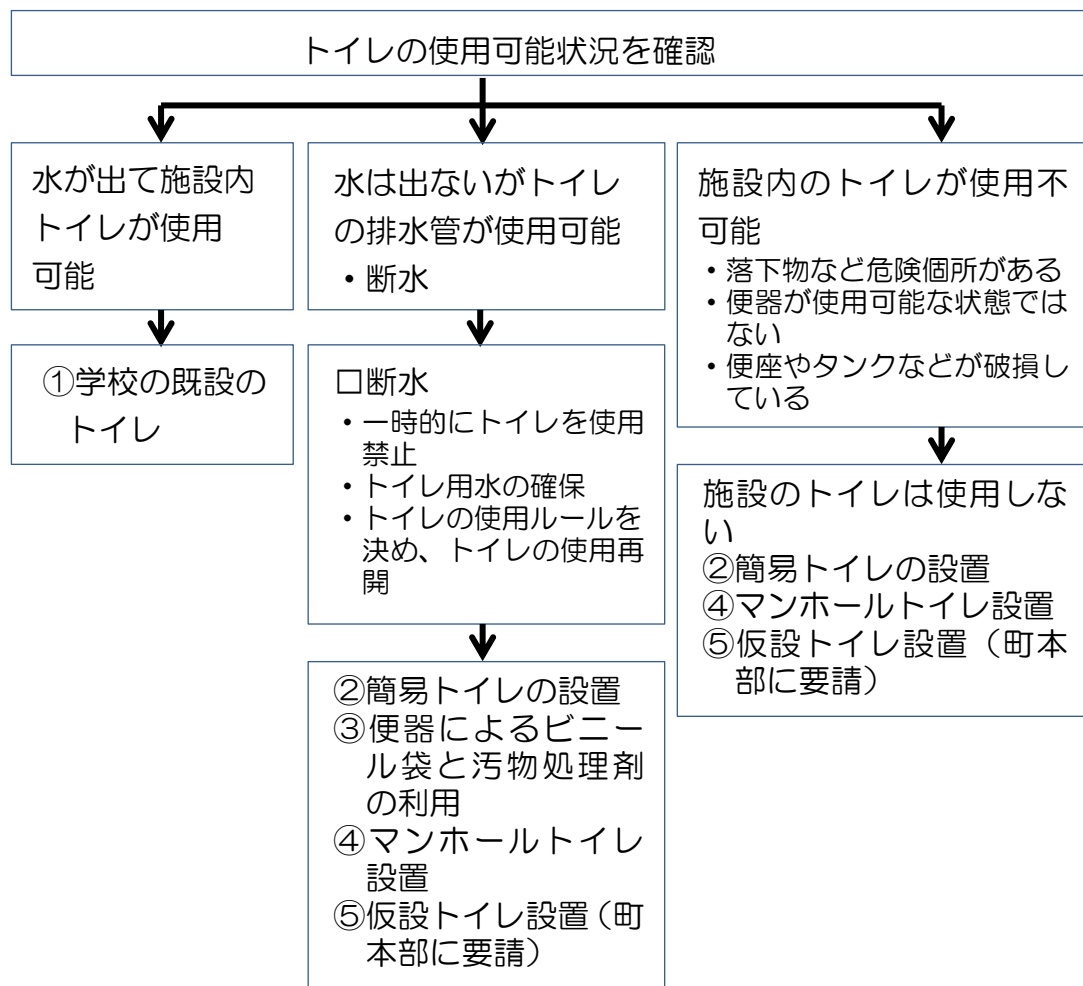 トイレの使用可能状況を確認
水が出て施設内
トイレが使用
可能
①学校の既設の
トイレ
水は出ないがトイレ
の排水管が使用可能
・断水
□断水
・一時的にトイレを使用
禁止
・トイレ用水の確保
・トイレの使用ルールを
決め、トイレの使用再
開
②簡易トイレの設置
③便器によるビニー
ル袋と汚物処理剤
の利用
④マンホールトイレ
設置
⑤仮設トイレ設置（町
本部に要請）
施設内のトイレが使用不
可能
・落下物など危険個所がある
・便器が使用可能な状態では
ない
・便座やタンクなどが破損し
ている
施設のトイレは使用しな
い
②簡易トイレの設置
④マンホールトイレ設置
⑤仮設トイレ設置（町本
部に要請）